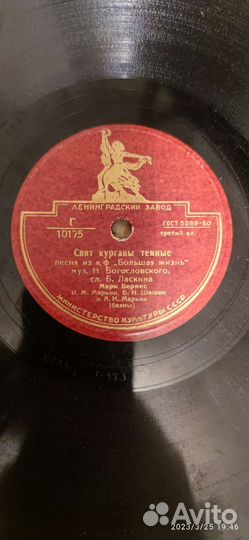 ЛЕНИНГРАДСКИЙ ЗАВОД
Г
10175
ГОСТ 5289-50
третий кл.
Спят курганы темные
песня из к/ф „Большая жизнь"
муз. Н. Богословского,
сл. Б. Ласкина
Марк Бернес
И. М. Марьин, Б. И. Шашин
и Л. И. Марьин
(баяны)
МИНИСТЕРСТВО КУЛЬТУРЫ СССР
2023/3/25 19:46
Avito